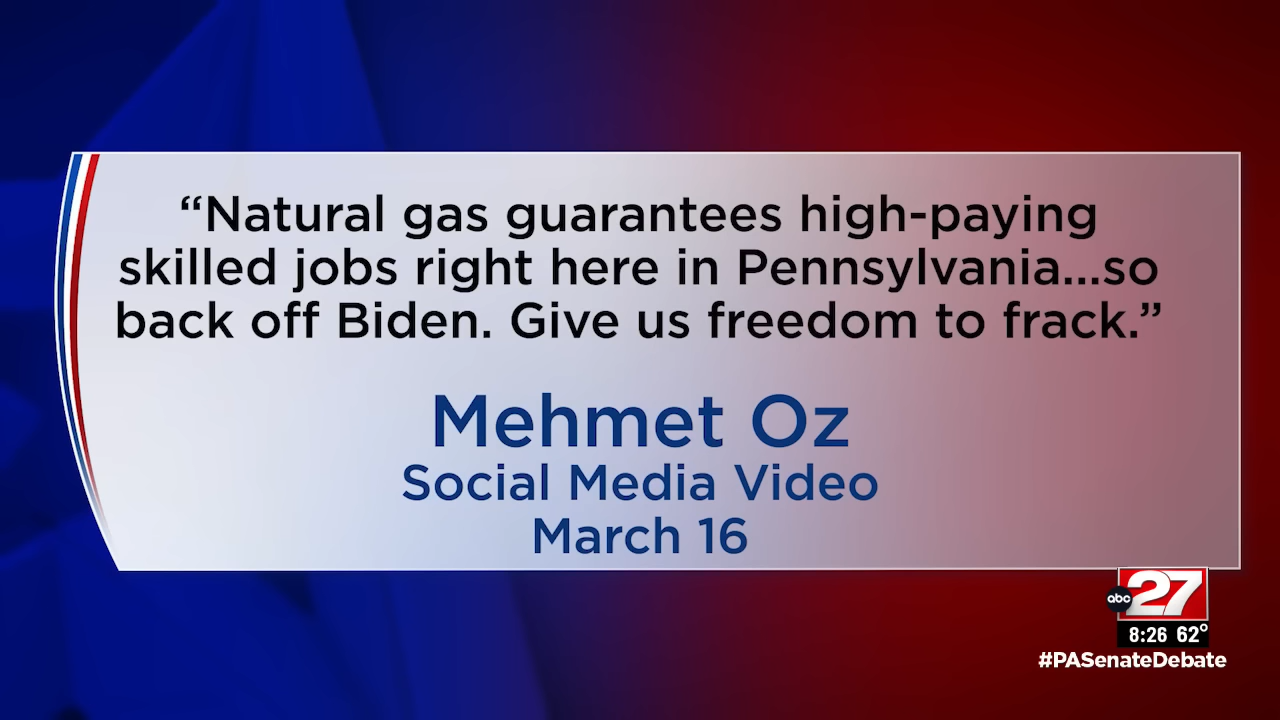 “Natural gas guarantees high-paying
skilled jobs right here in Pennsylvania...so
back off Biden. Give us freedom to frack.”
Mehmet Oz
Social Media Video
March 16
abc 27
8:26 62°
#PASenateDebate